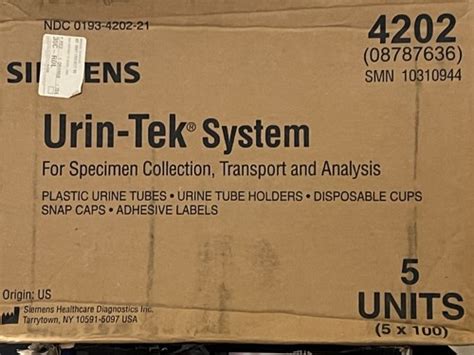 NDC 0193-4202-21
4202
(08787636)
SMN 10310944
Urin-Tek® System
For Specimen Collection, Transport and Analysis
PLASTIC URINE TUBES • URINE TUBE HOLDERS • DISPOSABLE CUPS
SNAP CAPS • ADHESIVE LABELS
5
UNITS
(5 x 100)
Origin: US
Siemens Healthcare Diagnostics Inc.
Tarrytown, NY 10591-5097 USA